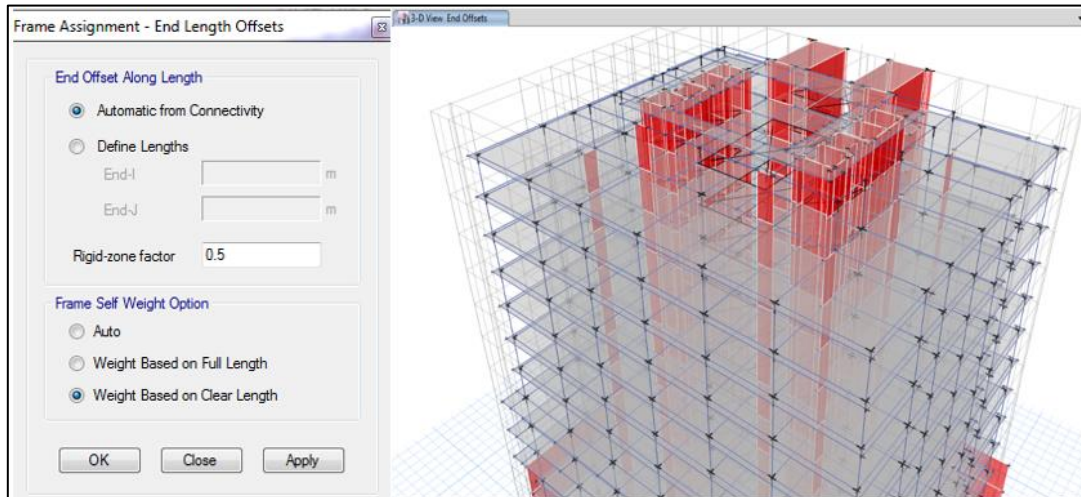 Frame Assignment - End Length Offsets
End Offset Along Length
Automatic from Connectivity
Define Lengths
End-I m
End-J m
Rigid-zone factor 0.5
Frame Self Weight Option
Auto
Weight Based on Full Length
Weight Based on Clear Length
OK Close Apply
3-D View End Offsets